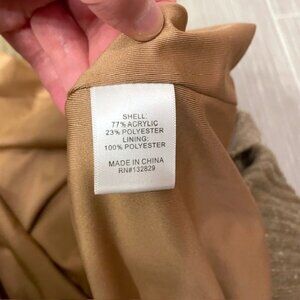 SHELL:
77% ACRYLIC
23% POLYESTER
LINING:
100% POLYESTER
MADE IN CHINA
RN#132829